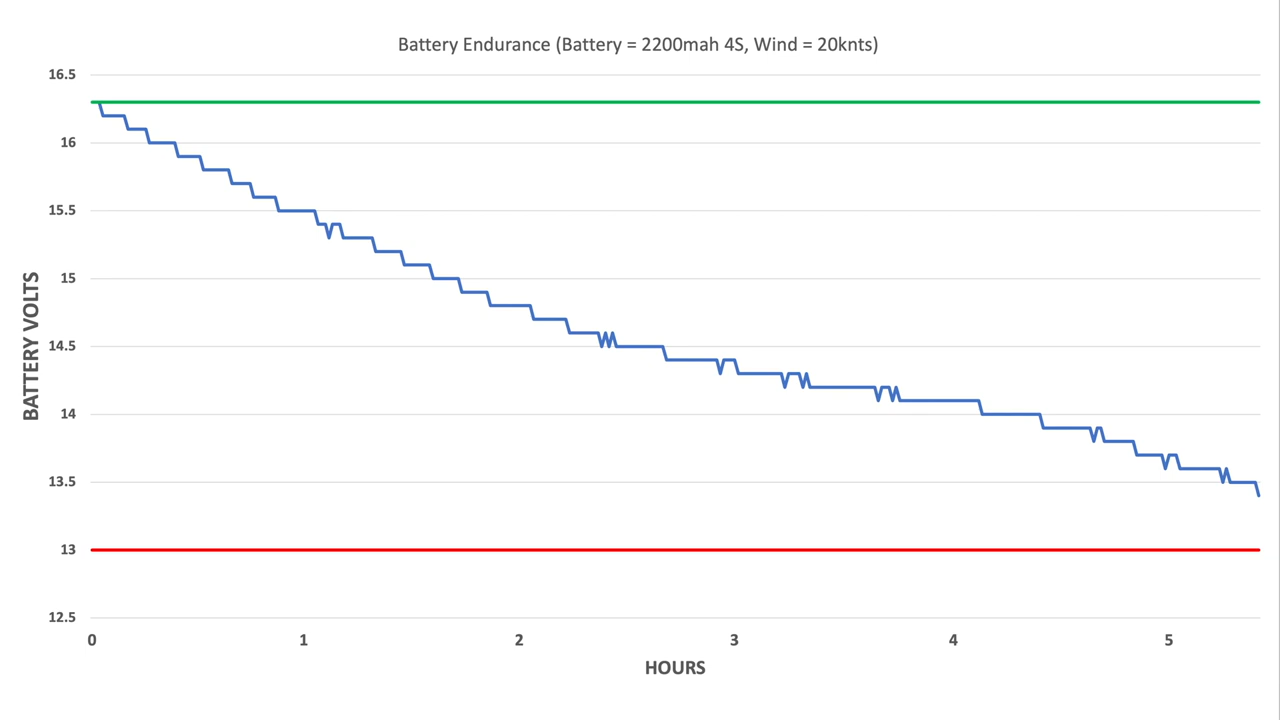 Battery Endurance (Battery = 2200mah 4S, Wind = 20knts)
16.5
16
15.5
15
14.5
14
13.5
13
12.5
BATTERY VOLTS
0 1 2 3 4 5
HOURS